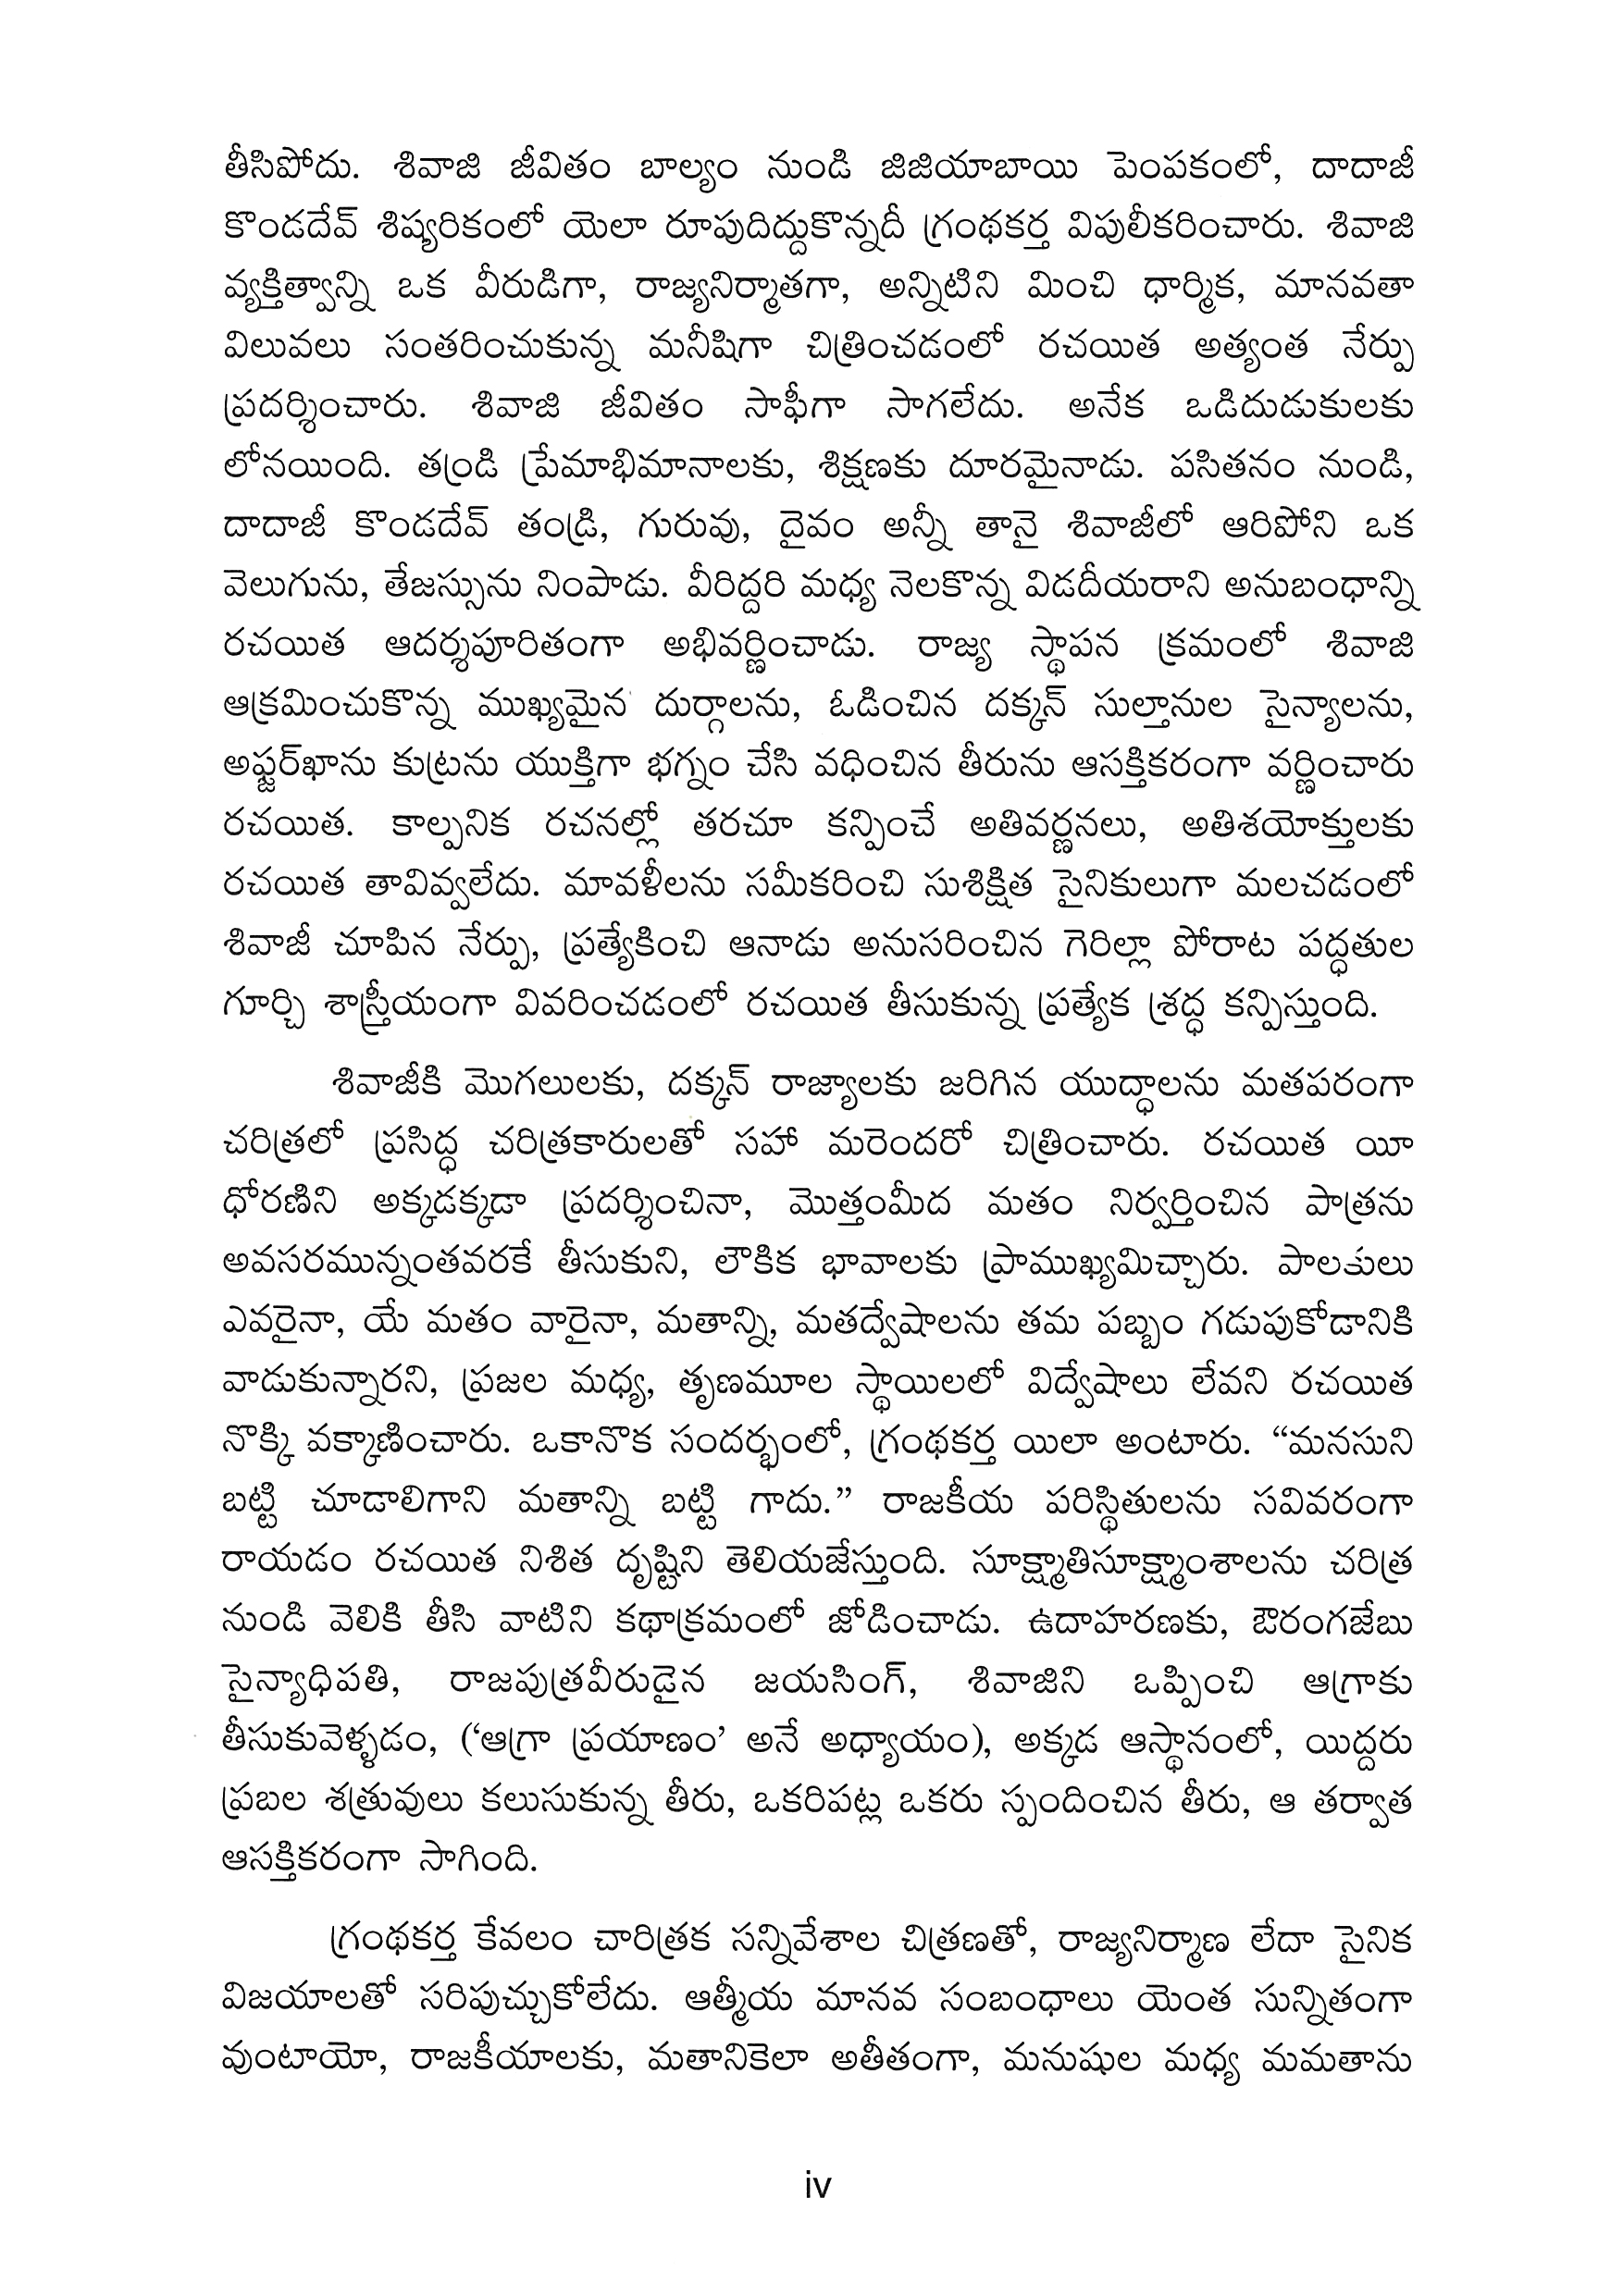 తీసిపోదు. శివాజి జీవితం బాల్యం నుండి జిజియాబాయి పెంపకంలో, దాదాజీ
కొండదేవ్ శిష్యరికంలో యెలా రూపుదిద్దుకొన్నదీ గ్రంథకర్త విపులీకరించారు. శివాజి
వ్యక్తిత్వాన్ని ఒక వీరుడిగా, రాజ్యనిర్మాతగా, అన్నిటిని మించి ధార్మిక, మానవతా
విలువలు సంతరించుకున్న మనీషిగా చిత్రించడంలో రచయిత అత్యంత నేర్పు
ప్రదర్శించారు. శివాజి జీవితం సాఫీగా సాగలేదు. అనేక ఒడిదుడుకులకు
లోనయింది. తండ్రి ప్రేమాభిమానాలకు, శిక్షణకు దూరమైనాడు. పసితనం నుండి,
దాదాజీ కొండదేవ్ తండ్రి, గురువు, దైవం అన్నీ తానై శివాజీలో ఆరిపోని ఒక
వెలుగును, తేజస్సును నింపాడు. వీరిద్దరి మధ్య నెలకొన్న విడదీయరాని అనుబంధాన్ని
రచయిత ఆదర్శపూరితంగా అభివర్ణించాడు. రాజ్య స్థాపన క్రమంలో శివాజి
ఆక్రమించుకొన్న ముఖ్యమైన దుర్గాలను, ఓడించిన దక్కన్ సుల్తానుల సైన్యాలను,
అఫ్జర్‌ఖాను కుట్రను యుక్తిగా భగ్నం చేసి వధించిన తీరును ఆసక్తికరంగా వర్ణించారు
రచయిత. కాల్పనిక రచనల్లో తరచూ కన్పించే అతివర్ణనలు, అతిశయోక్తులకు
రచయిత తావివ్వలేదు. మావళీలను సమీకరించి సుశిక్షిత సైనికులుగా మలచడంలో
శివాజీ చూపిన నేర్పు, ప్రత్యేకించి ఆనాడు అనుసరించిన గెరిల్లా పోరాట పద్ధతుల
గూర్చి శాస్త్రీయంగా వివరించడంలో రచయిత తీసుకున్న ప్రత్యేక శ్రద్ధ కన్పిస్తుంది.
శివాజీకి మొగలులకు, దక్కన్ రాజ్యాలకు జరిగిన యుద్ధాలను మతపరంగా
చరిత్రలో ప్రసిద్ధ చరిత్రకారులతో సహా మరెందరో చిత్రించారు. రచయిత యీ
ధోరణిని అక్కడక్కడా ప్రదర్శించినా, మొత్తంమీద మతం నిర్వర్తించిన పాత్రను
అవసరమున్నంతవరకే తీసుకుని, లౌకిక భావాలకు ప్రాముఖ్యమిచ్చారు. పాలకులు
ఎవరైనా, యే మతం వారైనా, మతాన్ని, మతద్వేషాలను తమ పబ్బం గడుపుకోడానికి
వాడుకున్నారని, ప్రజల మధ్య, తృణమూల స్థాయిలలో విద్వేషాలు లేవని రచయిత
నొక్కి వక్కాణించారు. ఒకానొక సందర్భంలో, గ్రంథకర్త యిలా అంటారు. “మనసుని
బట్టి చూడాలిగాని మతాన్ని బట్టి గాదు.” రాజకీయ పరిస్థితులను సవివరంగా
రాయడం రచయిత నిశిత దృష్టిని తెలియజేస్తుంది. సూక్ష్మాతిసూక్ష్మాంశాలను చరిత్ర
నుండి వెలికి తీసి వాటిని కథాక్రమంలో జోడించాడు. ఉదాహరణకు, ఔరంగజేబు
సైన్యాధిపతి, రాజపుత్రవీరుడైన జయసింగ్, శివాజిని ఒప్పించి ఆగ్రాకు
తీసుకువెళ్ళడం, (‘ఆగ్రా ప్రయాణం’ అనే అధ్యాయం), అక్కడ ఆస్థానంలో, యిద్దరు
ప్రబల శత్రువులు కలుసుకున్న తీరు, ఒకరిపట్ల ఒకరు స్పందించిన తీరు, ఆ తర్వాత
ఆసక్తికరంగా సాగింది.
గ్రంథకర్త కేవలం చారిత్రక సన్నివేశాల చిత్రణతో, రాజ్యనిర్మాణ లేదా సైనిక
విజయాలతో సరిపుచ్చుకోలేదు. ఆత్మీయ మానవ సంబంధాలు యెంత సున్నితంగా
వుంటాయో, రాజకీయాలకు, మతానికెలా అతీతంగా, మనుషుల మధ్య మమతాను
iv